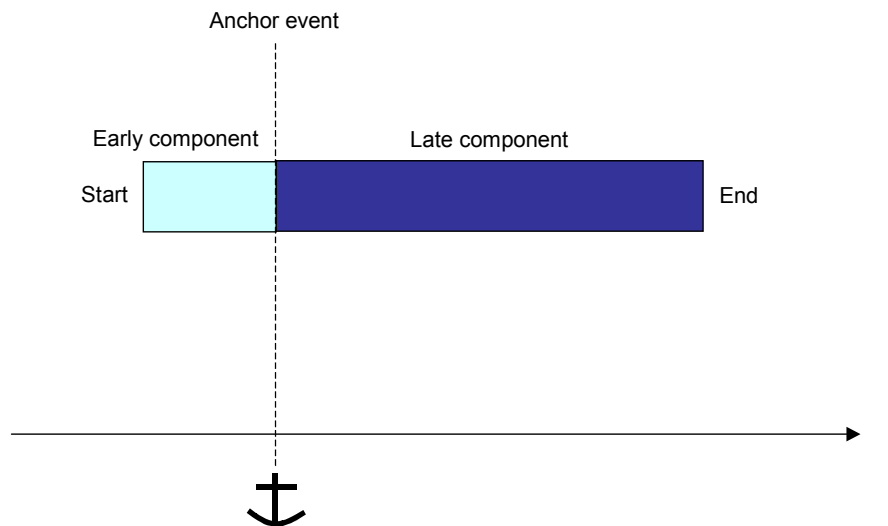 Anchor event
Early component
Late component
Start
End